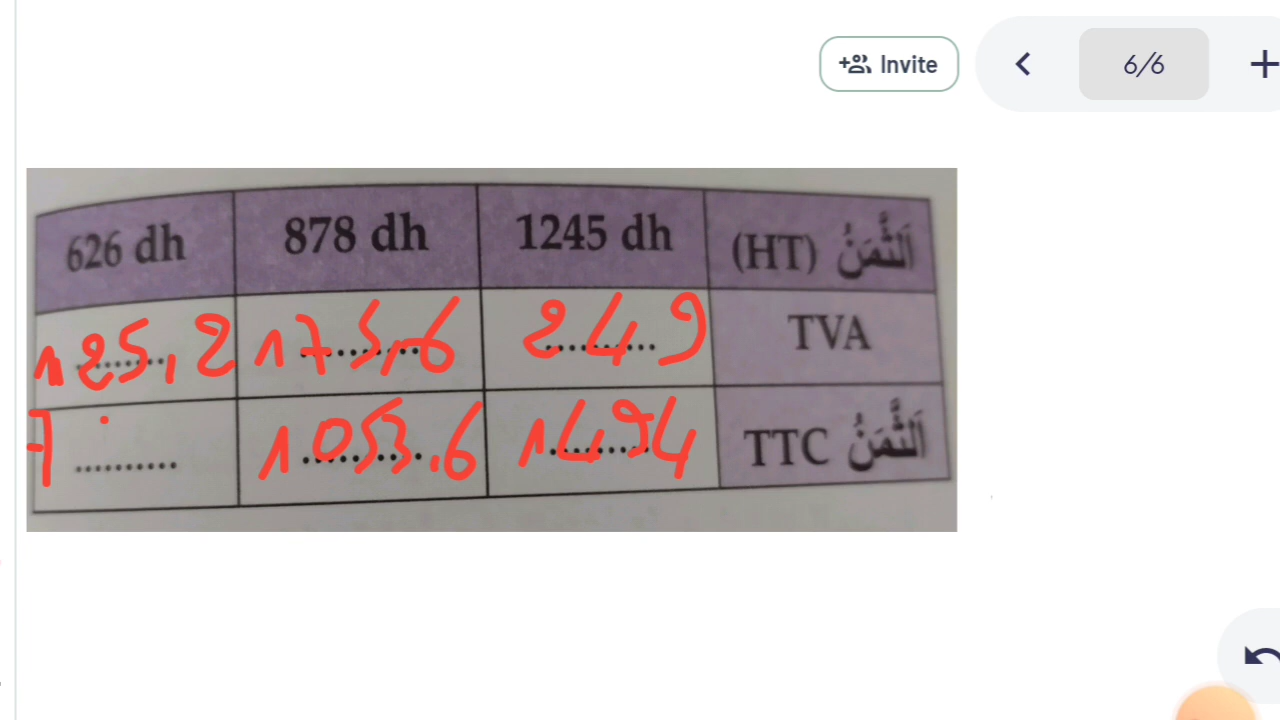 Invite
6/6
626 dh 878 dh 1245 dh (HT) اَلثَّمَنُ
125,2 175,6 249 TVA
7 .......... 1053.6 1494 TTC اَلثَّمَنُ